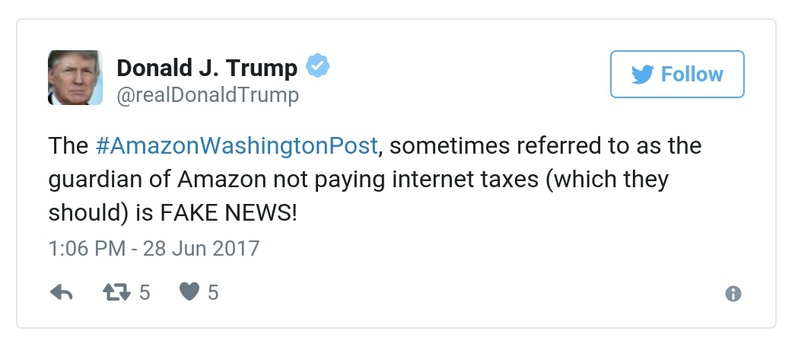 Donald J. Trump
Follow
@realDonaldTrump
The #AmazonWashingtonPost, sometimes referred to as the
guardian of Amazon not paying internet taxes (which they
should) is FAKE NEWS!
1:06 PM - 28 Jun 2017
5 5